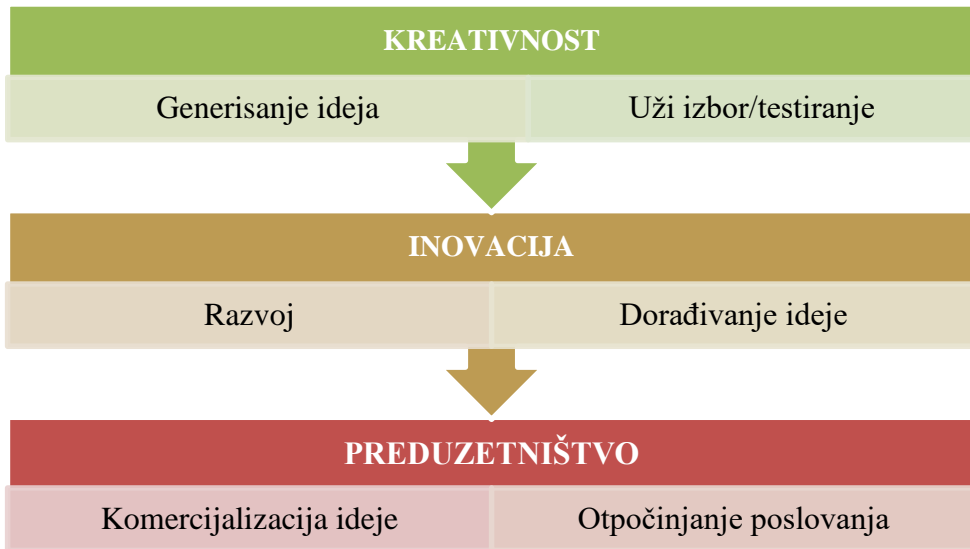 KREATIVNOST
Generisanje ideja
Uži izbor/testiranje
INOVACIJA
Razvoj
Dorađivanje ideje
PREDUZETNIŠTVO
Komercijalizacija ideje
Otpočinjanje poslovanja